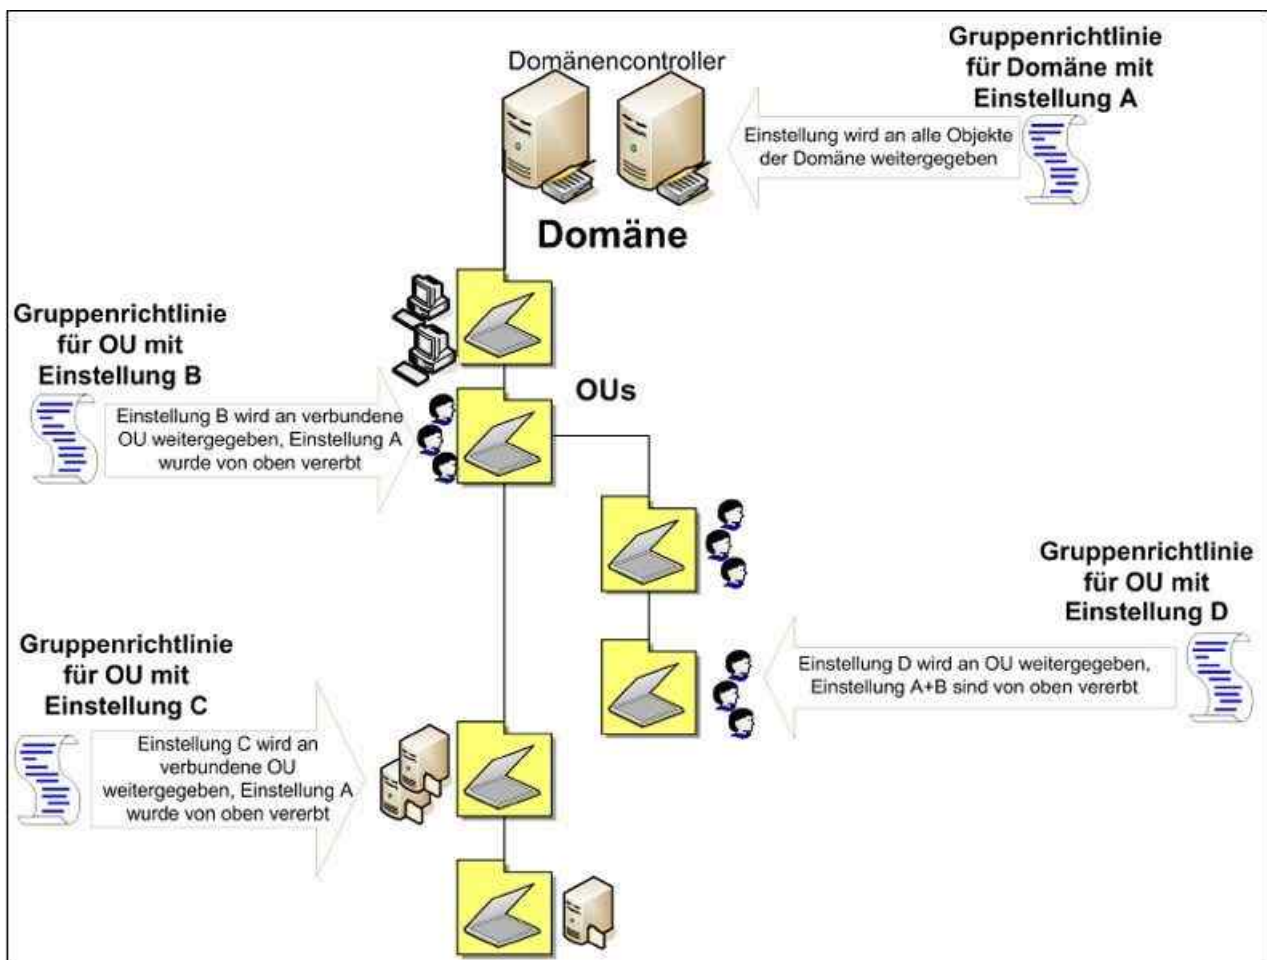 Domänencontroller
Gruppenrichtlinie
für Domäne mit
Einstellung A
Einstellung wird an alle Objekte
der Domäne weitergegeben
Domäne
Gruppenrichtlinie
für OU mit
Einstellung B
Einstellung B wird an verbundene
OU weitergegeben, Einstellung A
wurde von oben vererbt
OUs
Gruppenrichtlinie
für OU mit
Einstellung D
Einstellung D wird an OU weitergegeben,
Einstellung A+B sind von oben vererbt
Gruppenrichtlinie
für OU mit
Einstellung C
Einstellung C wird an
verbundene OU
weitergegeben, Einstellung A
wurde von oben vererbt